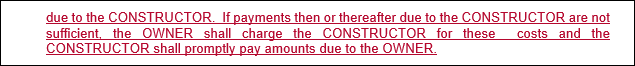 due to the CONSTRUCTOR.  If payments then or thereafter due to the CONSTRUCTOR are not
sufficient, the OWNER shall charge the CONSTRUCTOR for these  costs and the
CONSTRUCTOR shall promptly pay amounts due to the OWNER.